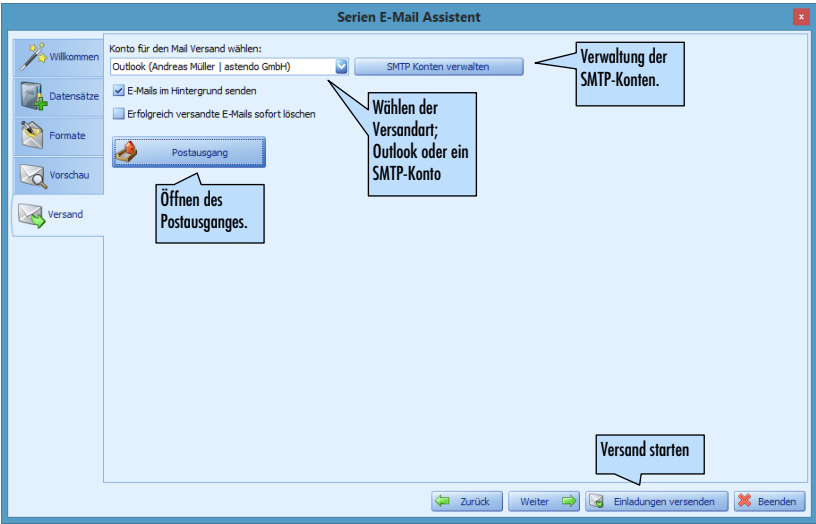 Serien E-Mail Assistent
x
Willkommen
Datensätze
Formate
Vorschau
Versand
Konto für den Mail Versand wählen:
Outlook (Andreas Müller | astendo GmbH)
SMTP Konten verwalten
E-Mails im Hintergrund senden
Erfolgreich versandte E-Mails sofort löschen
Postausgang
Verwaltung der
SMTP-Konten.
Wählen der
Versandart;
Outlook oder ein
SMTP-Konto
Öffnen des
Postausganges.
Versand starten
Zurück
Weiter
Einladungen versenden
Beenden